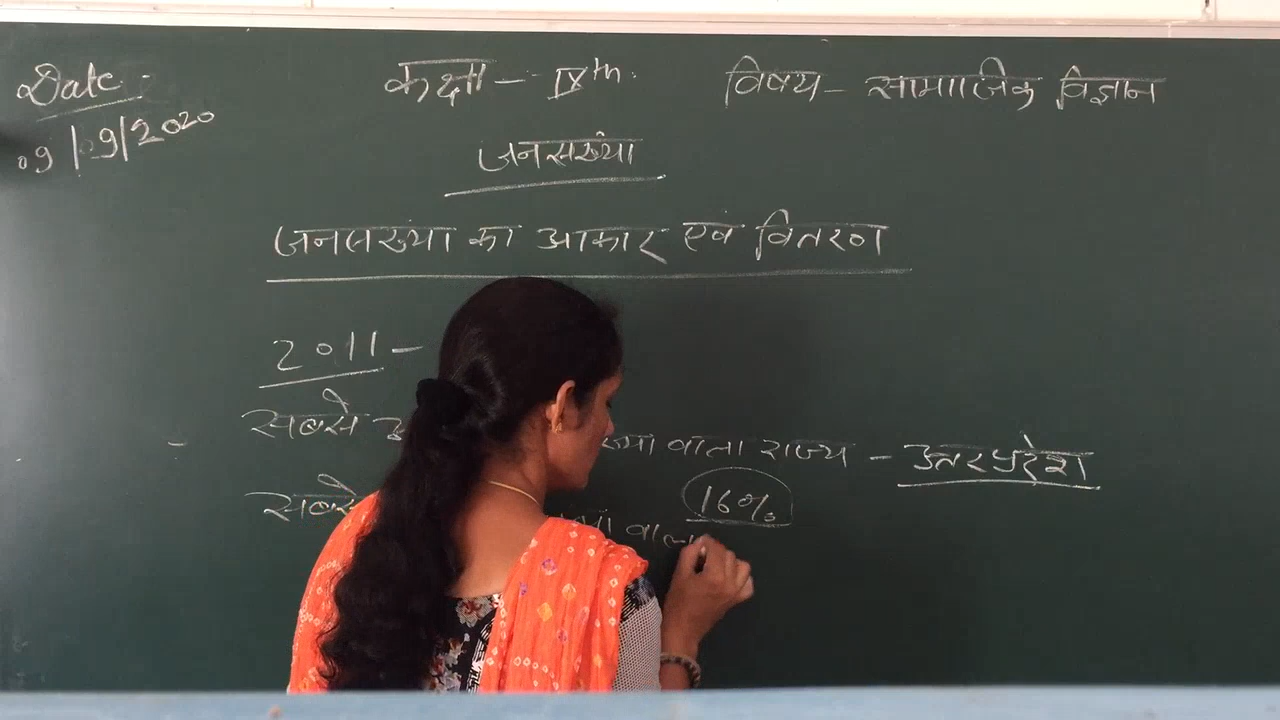 Date :-
09/09/2020
कक्षा - IXth.
विषय - सामाजिक विज्ञान
जनसंख्या
जनसंख्या का आकार एवं वितरण
2011 -
सबसे वाला राज्य - उत्तरप्रदेश
16%
सबसे